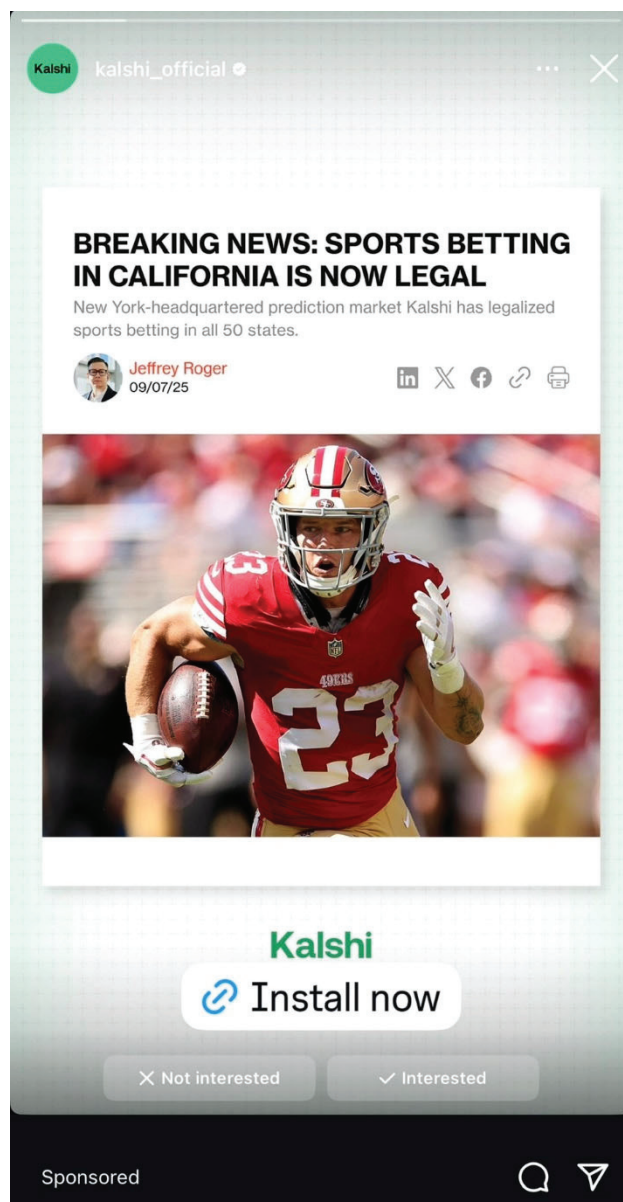 Kalshi
kalshi_official
BREAKING NEWS: SPORTS BETTING
IN CALIFORNIA IS NOW LEGAL
New York-headquartered prediction market Kalshi has legalized
sports betting in all 50 states.
Jeffrey Roger
09/07/25
in
23
49ERS
23
Kalshi
Install now
Not interested
Interested
Sponsored